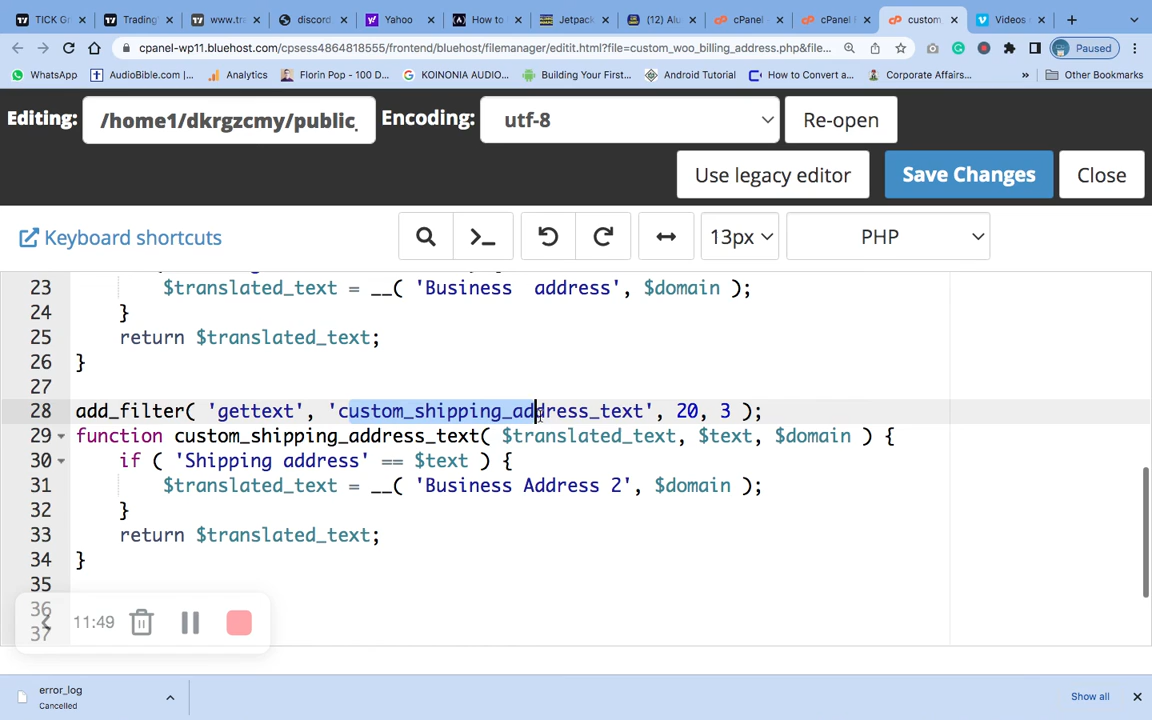 TICK Gr
Trading
www.tra
discord
Yahoo
How to
Jetpack
(12) Alu
cPanel
cPanel
custom
Videos
cpanel-wp11.bluehost.com/cpsess4864818555/frontend/bluehost/filemanager/editit.html?file=custom_woo_billing_address.php&file...
Paused
WhatsApp
AudioBible.com |...
Analytics
Florin Pop - 100 D...
KOINONIA AUDIO...
Building Your First...
Android Tutorial
How to Convert a...
Corporate Affairs...
»
Other Bookmarks
Editing:
/home1/dkrgzcmy/public_
Encoding:
utf-8
Re-open
Use legacy editor
Save Changes
Close
Keyboard shortcuts
13px
PHP
23 $translated_text = __( 'Business  address', $domain );
24 }
25 return $translated_text;
26 }
27
28 add_filter( 'gettext', 'custom_shipping_address_text', 20, 3 );
29 function custom_shipping_address_text( $translated_text, $text, $domain ) {
30 if ( 'Shipping address' == $text ) {
31 $translated_text = __( 'Business Address 2', $domain );
32 }
33 return $translated_text;
34 }
35
36
37
11:49
error_log
Cancelled
Show all